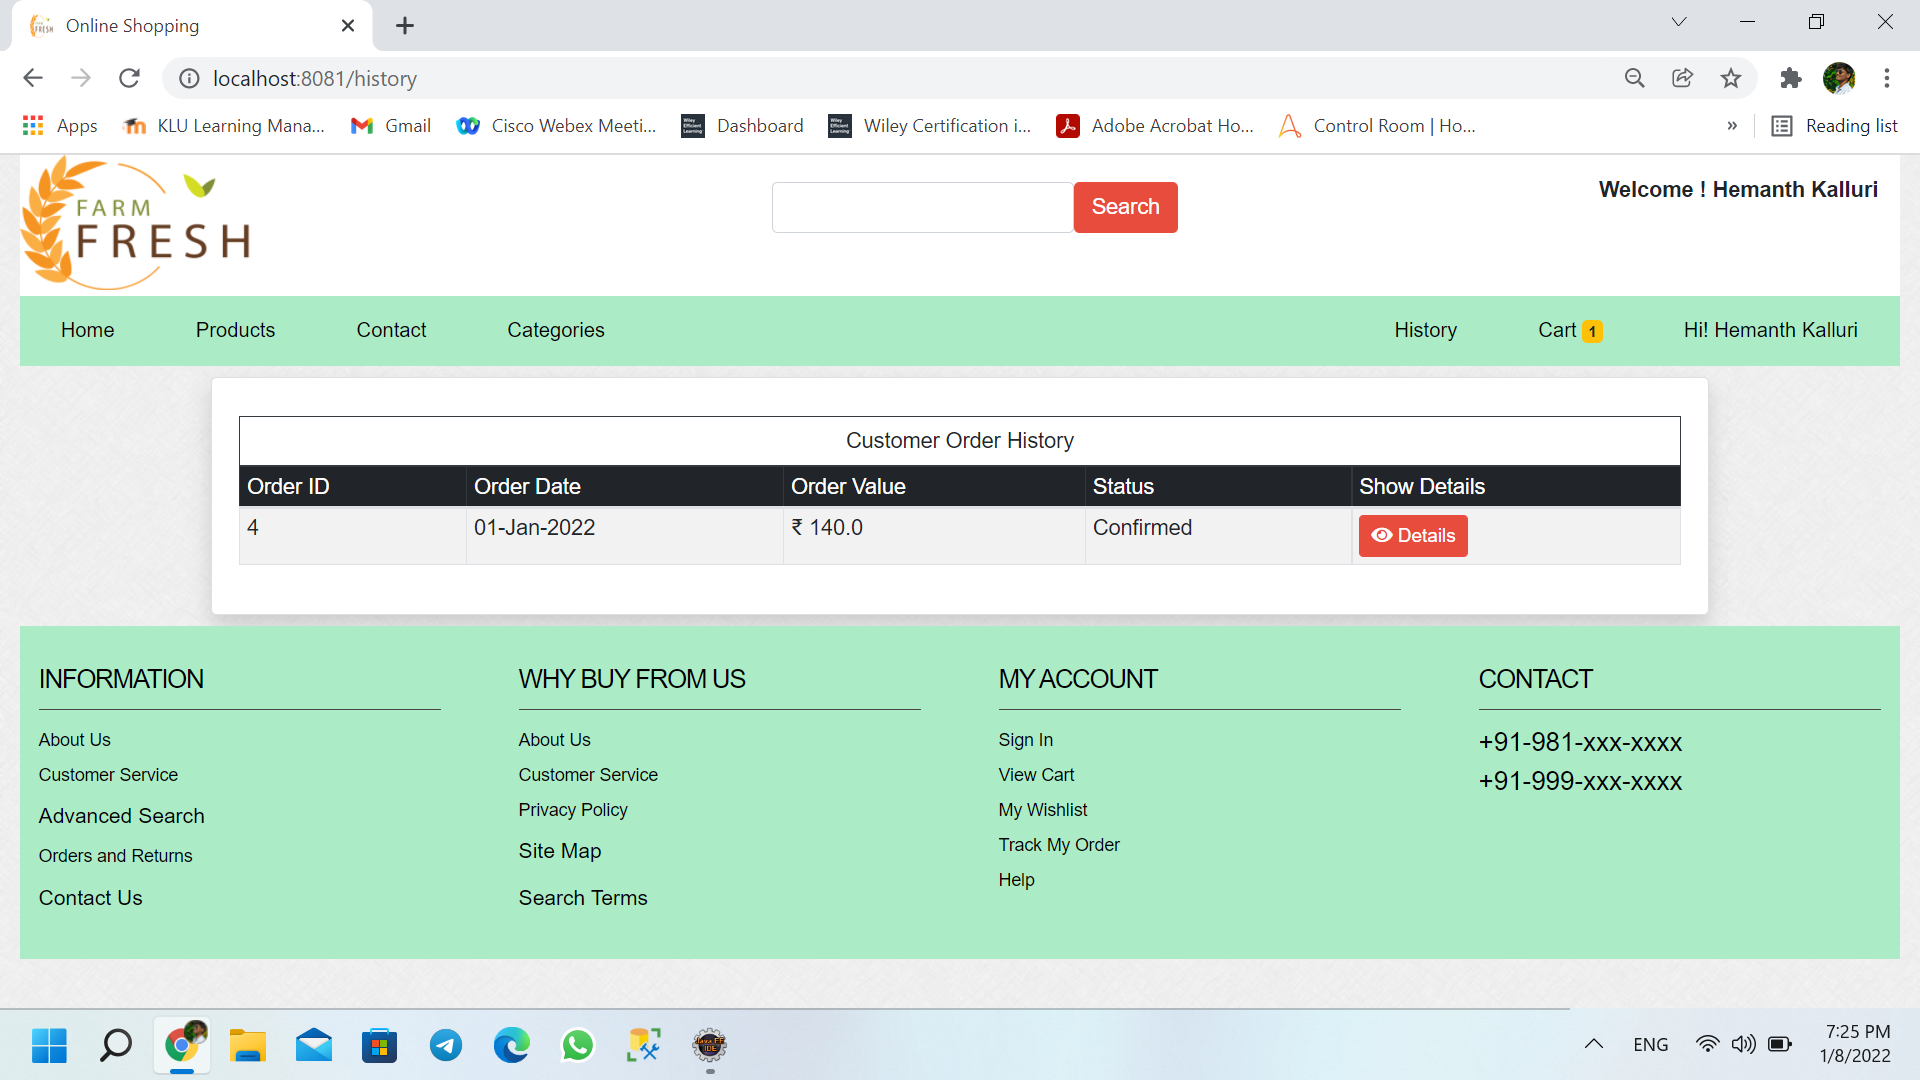 Online Shopping
localhost:8081/history
Apps
KLU Learning Mana...
Gmail
Cisco Webex Meeti...
Dashboard
Wiley Certification i...
Adobe Acrobat Ho...
Control Room | Ho...
»
Reading list
FARM
FRESH
Search
Welcome ! Hemanth Kalluri
Home
Products
Contact
Categories
History
Cart 1
Hi! Hemanth Kalluri
Customer Order History
Order ID Order Date Order Value Status Show Details
4 01-Jan-2022 ₹ 140.0 Confirmed Details
INFORMATION
About Us
Customer Service
Advanced Search
Orders and Returns
Contact Us
WHY BUY FROM US
About Us
Customer Service
Privacy Policy
Site Map
Search Terms
MY ACCOUNT
Sign In
View Cart
My Wishlist
Track My Order
Help
CONTACT
+91-981-xxx-xxxx
+91-999-xxx-xxxx
ENG
7:25 PM
1/8/2022